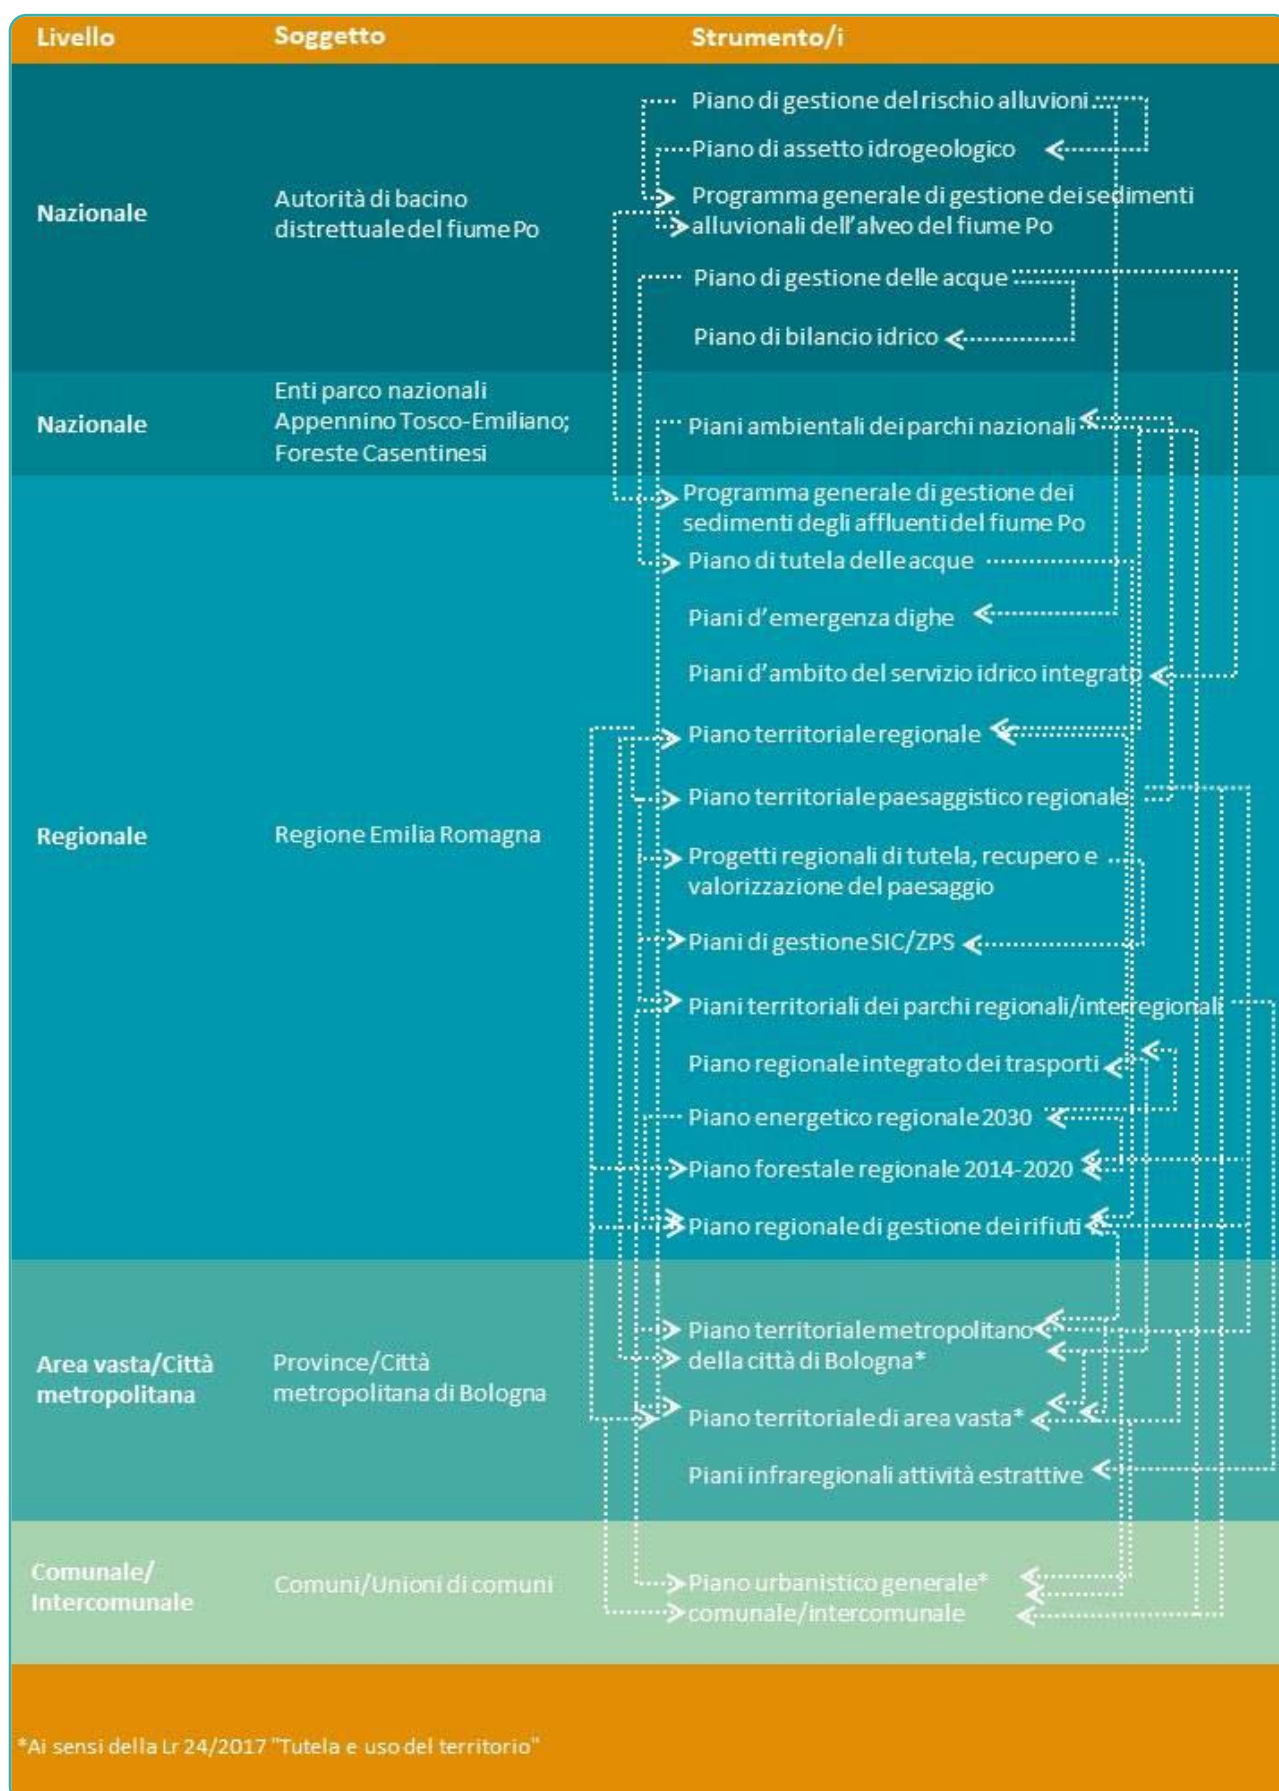 Livello Soggetto Strumento/i
Piano di gestione del rischio alluvioni
Piano di assetto idrogeologico
Nazionale
Autorità di bacino
distrettuale del fiume Po
Programma generale di gestione dei sedimenti
alluvionali dell'alveo del fiume Po
Piano di gestione delle acque
Piano di bilancio idrico
Nazionale
Enti parco nazionali
Appennino Tosco-Emiliano;
Foreste Casentinesi
Piani ambientali dei parchi nazionali
Programma generale di gestione dei
sedimenti degli affluenti del fiume Po
Piano di tutela delle acque
Piani d'emergenza dighe
Piani d'ambito del servizio idrico integrato
Piano territoriale regionale
Piano territoriale paesaggistico regionale
Regionale
Regione Emilia Romagna
Progetti regionali di tutela, recupero e
valorizzazione del paesaggio
Piani di gestione SIC/ZPS
Piani territoriali dei parchi regionali/interregionali
Piano regionale integrato dei trasporti
Piano energetico regionale 2030
Piano forestale regionale 2014-2020
Piano regionale di gestione dei rifiuti
Area vasta/Città
metropolitana
Province/Città
metropolitana di Bologna
Piano territoriale metropolitano
della città di Bologna*
Piano territoriale di area vasta*
Piani infraregionali attività estrattive
Comunale/
Intercomunale
Comuni/Unioni di comuni
Piano urbanistico generale*
comunale/intercomunale
*Ai sensi della Lr 24/2017 "Tutela e uso del territorio"